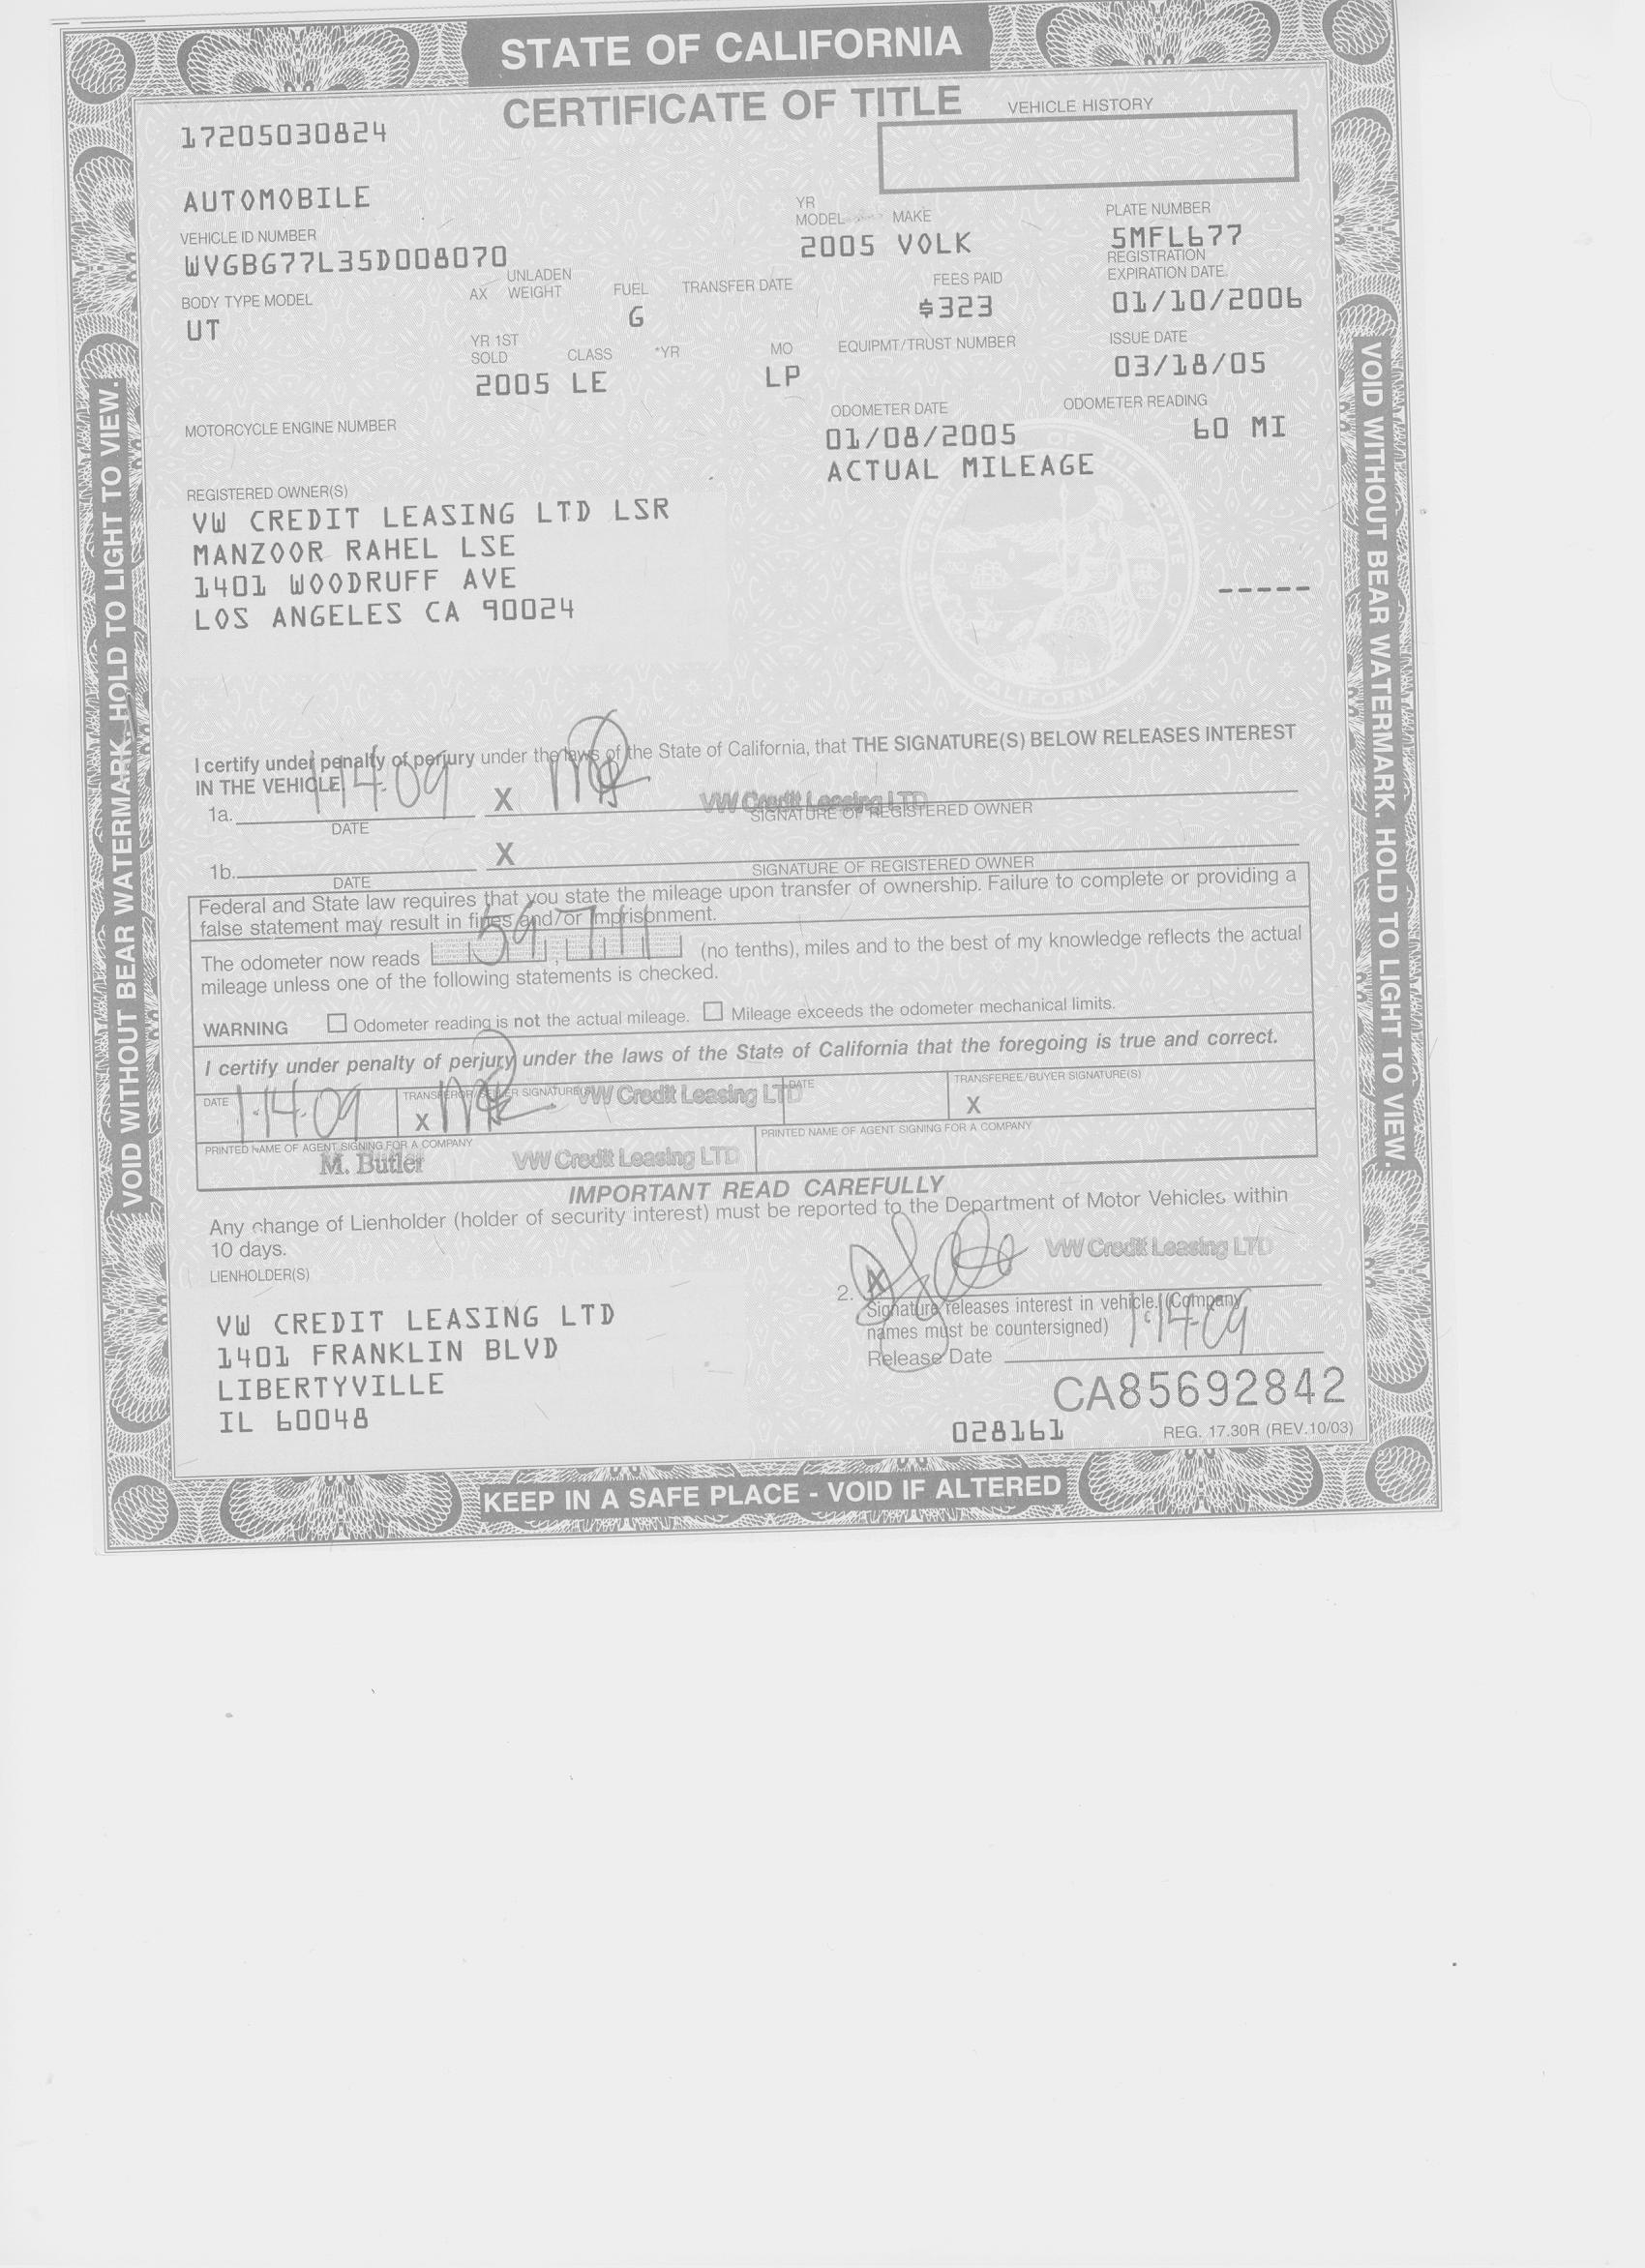 STATE OF CALIFORNIA
CERTIFICATE OF TITLE
VEHICLE HISTORY
17205030824
AUTOMOBILE
YR MODEL MAKE PLATE NUMBER
VEHICLE ID NUMBER
2005 VOLK 5MFL677
WVGBG77L35D008070
REGISTRATION EXPIRATION DATE
BODY TYPE MODEL AX UNLADEN WEIGHT FUEL TRANSFER DATE FEES PAID
UT G $323 01/10/2006
YR 1ST SOLD CLASS *YR MO EQUIPMT/TRUST NUMBER ISSUE DATE
2005 LE LP 03/18/05
MOTORCYCLE ENGINE NUMBER ODOMETER DATE ODOMETER READING
01/08/2005 60 MI
ACTUAL MILEAGE
REGISTERED OWNER(S)
VW CREDIT LEASING LTD LSR
MANZOOR RAHEL LSE
1401 WOODRUFF AVE
LOS ANGELES CA 90024
-----
I certify under penalty of perjury under the laws of the State of California, that THE SIGNATURE(S) BELOW RELEASES INTEREST
IN THE VEHICLE.
1a. 1-14-09 X VW Credit Leasing LTD
DATE SIGNATURE OF REGISTERED OWNER
1b. X
DATE SIGNATURE OF REGISTERED OWNER
Federal and State law requires that you state the mileage upon transfer of ownership. Failure to complete or providing a
false statement may result in fines and/or imprisonment.
The odometer now reads 59,711 (no tenths), miles and to the best of my knowledge reflects the actual
mileage unless one of the following statements is checked.
WARNING Odometer reading is not the actual mileage. Mileage exceeds the odometer mechanical limits.
I certify under penalty of perjury under the laws of the State of California that the foregoing is true and correct.
DATE TRANSFEROR/SELLER SIGNATURE(S) DATE TRANSFEREE/BUYER SIGNATURE(S)
1-14-09 X VW Credit Leasing LTD X
PRINTED NAME OF AGENT SIGNING FOR A COMPANY PRINTED NAME OF AGENT SIGNING FOR A COMPANY
M. Butler VW Credit Leasing LTD
IMPORTANT READ CAREFULLY
Any change of Lienholder (holder of security interest) must be reported to the Department of Motor Vehicles within
10 days.
LIENHOLDER(S)
VW CREDIT LEASING LTD
1401 FRANKLIN BLVD
LIBERTYVILLE
IL 60048
VW Credit Leasing LTD
2. X
Signature releases interest in vehicle. (Company
names must be countersigned)
Release Date 1-14-09
CA85692842
028161
REG. 17.30R (REV.10/03)
KEEP IN A SAFE PLACE - VOID IF ALTERED
VOID WITHOUT BEAR WATERMARK. HOLD TO LIGHT TO VIEW.
VOID WITHOUT BEAR WATERMARK. HOLD TO LIGHT TO VIEW.